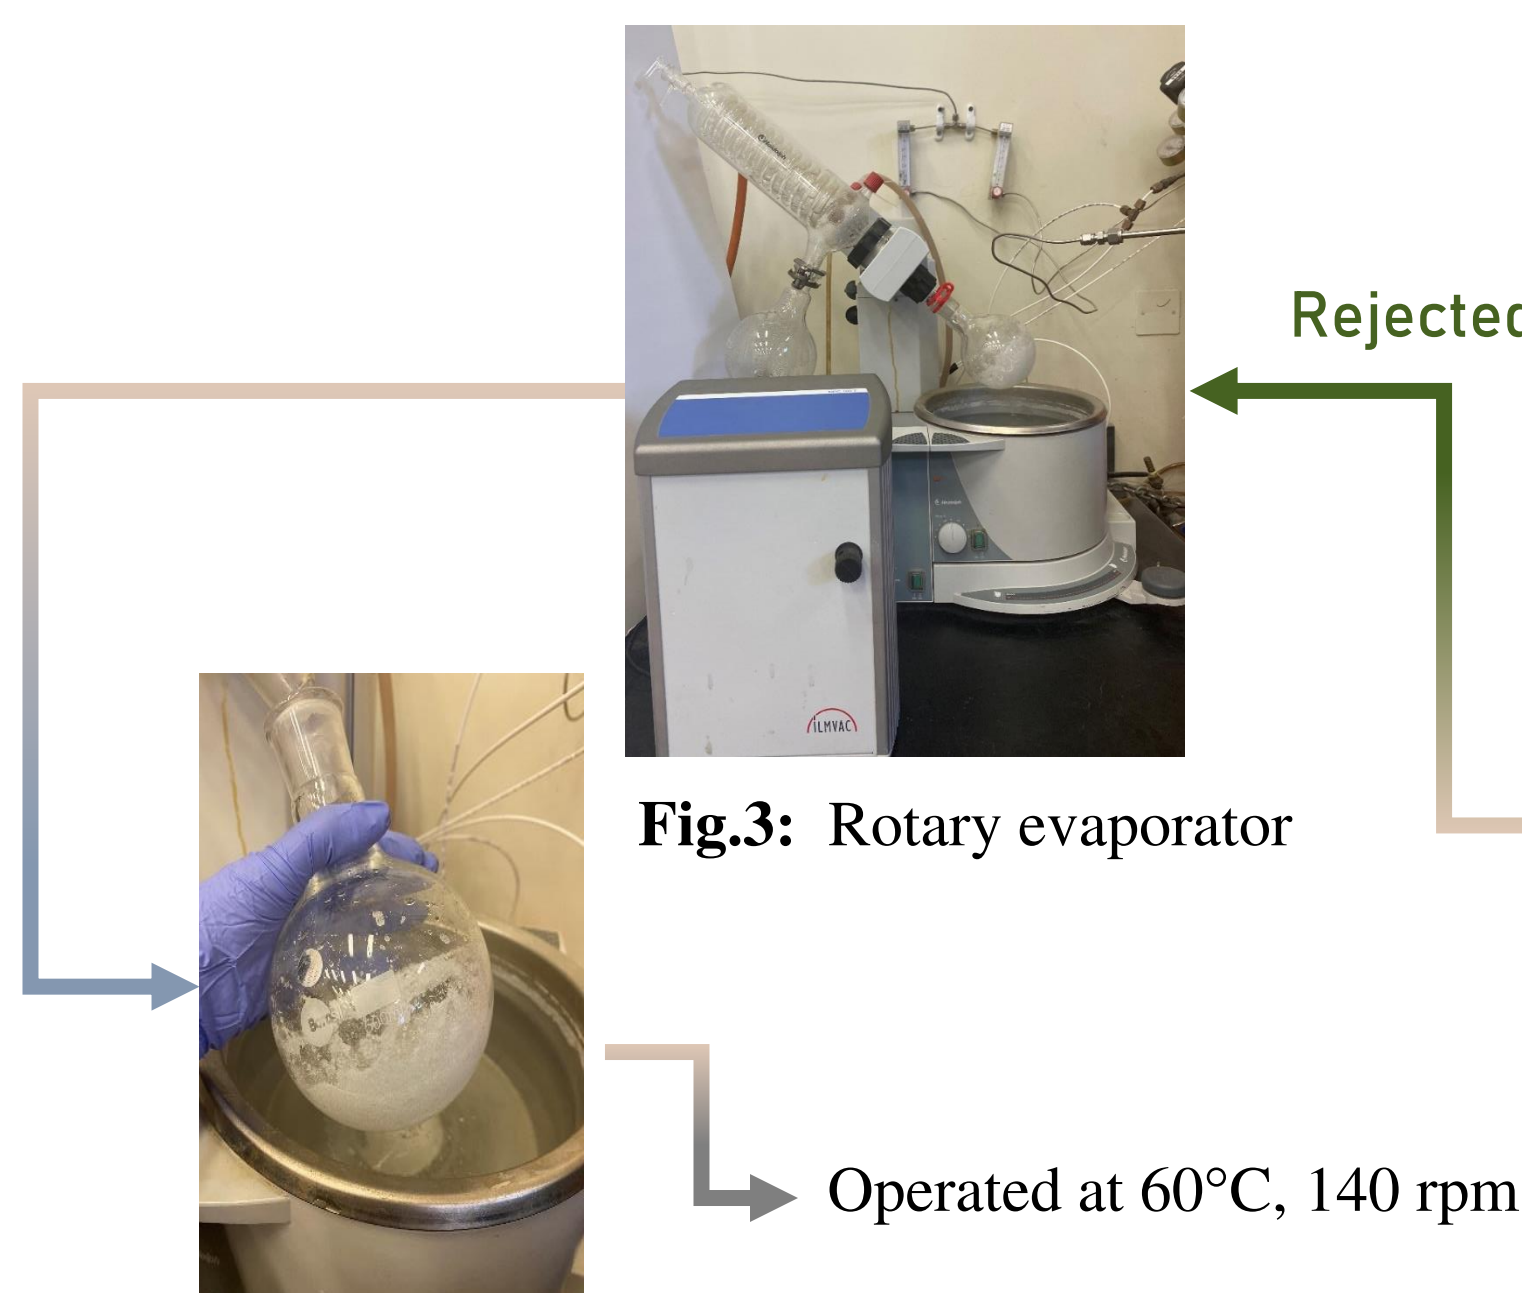 Rejected
iLMVAC
Fig.3: Rotary evaporator
Operated at 60°C, 140 rpm